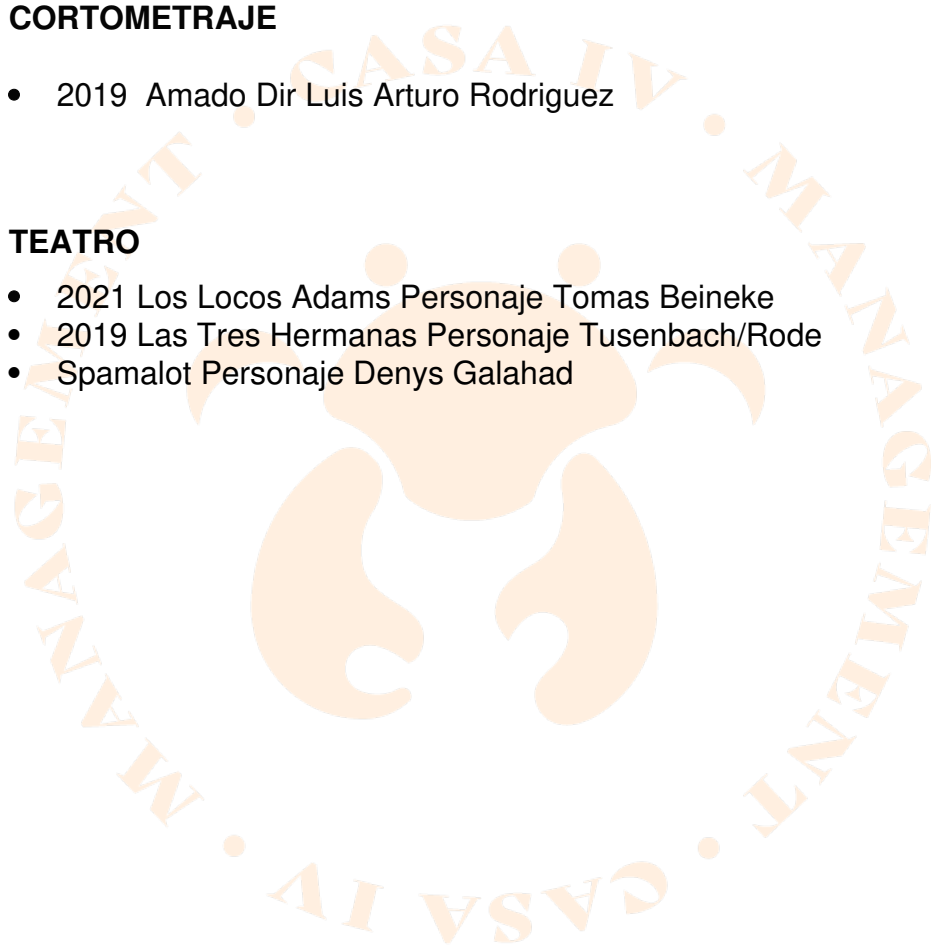 CORTOMETRAJE
• 2019 Amado Dir Luis Arturo Rodriguez
TEATRO
• 2021 Los Locos Adams Personaje Tomas Beineke
• 2019 Las Tres Hermanas Personaje Tusenbach/Rode
• Spamalot Personaje Denys Galahad
CASA IV • MANAGEMENT • CASA IV • MANAGEMENT •